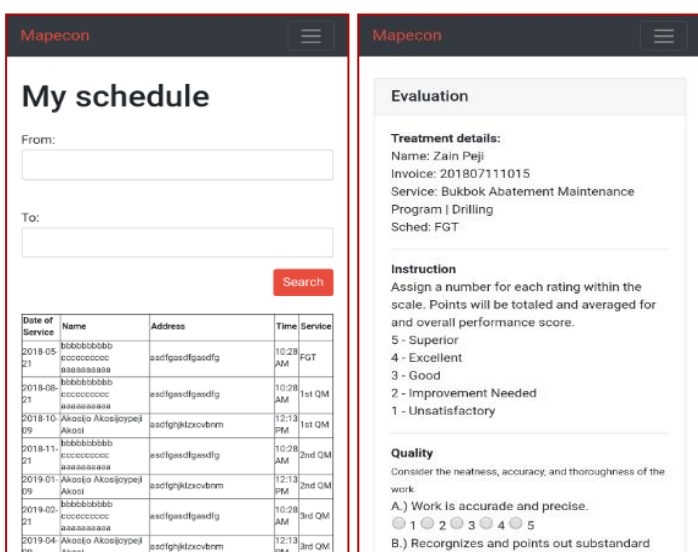 Mapecon
My schedule
From:
To:
Search
Date of Service Name Address Time Service
2018-05-21 bbbbbbbbbb cccccccccc aaaaaaaaaa asdfgasdfgasdfg 10:28 AM FGT
2018-08-21 bbbbbbbbbb cccccccccc aaaaaaaaaa asdfgasdfgasdfg 10:28 AM 1st QM
2018-10-09 Akosijo Akosijoypeji Akosi asdfghjklzxcvbnm 12:13 PM 1st QM
2018-11-21 bbbbbbbbbb cccccccccc aaaaaaaaaa asdfgasdfgasdfg 10:28 AM 2nd QM
2019-01-09 Akosijo Akosijoypeji Akosi asdfghjklzxcvbnm 12:13 PM 2nd QM
2019-02-21 bbbbbbbbbb cccccccccc aaaaaaaaaa asdfgasdfgasdfg 10:28 AM 3rd QM
2019-04- Akosijo Akosijoypeji asdfghjklzxcvbnm 12:13 3rd QM
Mapecon
Evaluation
Treatment details:
Name: Zain Peji
Invoice: 201807111015
Service: Bukbok Abatement Maintenance
Program | Drilling
Sched: FGT
Instruction
Assign a number for each rating within the
scale. Points will be totaled and averaged for
and overall performance score.
5 - Superior
4 - Excellent
3 - Good
2 - Improvement Needed
1 - Unsatisfactory
Quality
Consider the neatness, accuracy, and thoroughness of the
work.
A.) Work is accurade and precise.
1 2 3 4 5
B.) Recorgnizes and points out substandard